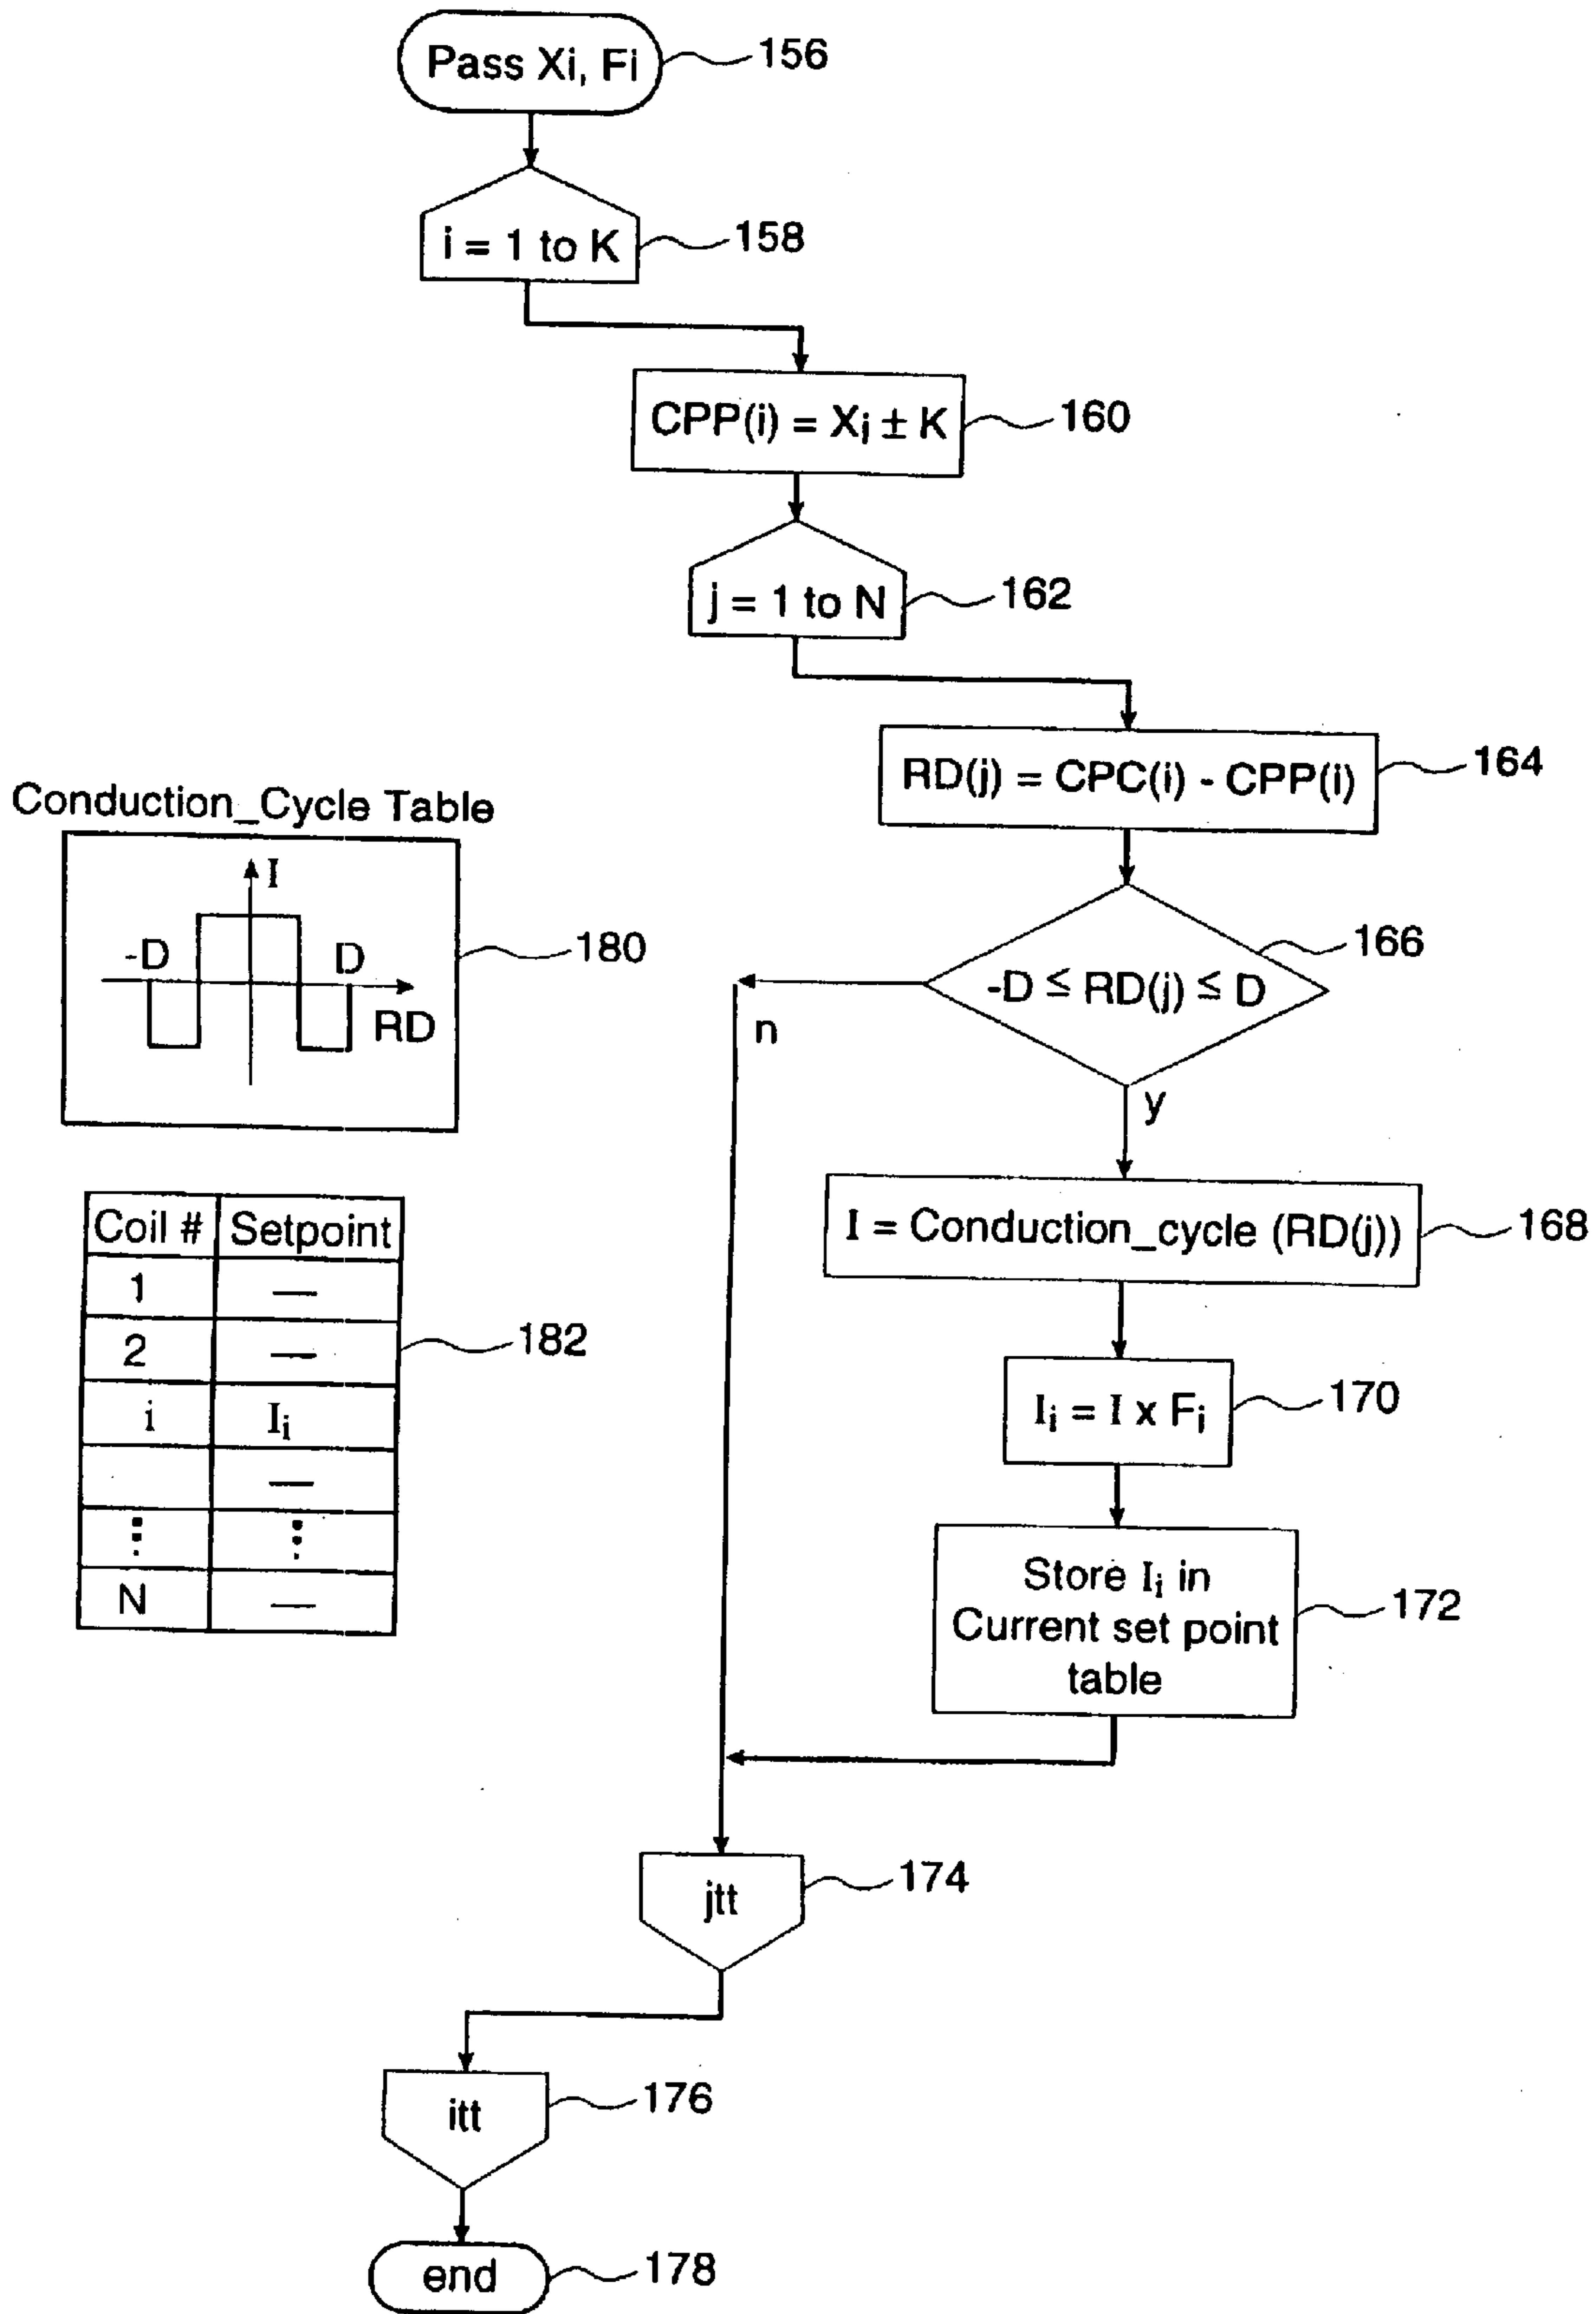 Pass Xi, Fi
156
i = 1 to K
158
CPP(i) = Xi ± K
160
j = 1 to N
162
RD(j) = CPC(i) - CPP(i)
164
-D ≤ RD(j) ≤ D
166
n
y
I = Conduction_cycle (RD(j))
168
Ii = I x Fi
170
Store Ii in
Current set point
table
172
jtt
174
itt
176
end
178
Conduction_Cycle Table
I
-D
D
RD
180
Coil # Setpoint
1 —
2 —
i Ii
—
⋮ ⋮
N —
182